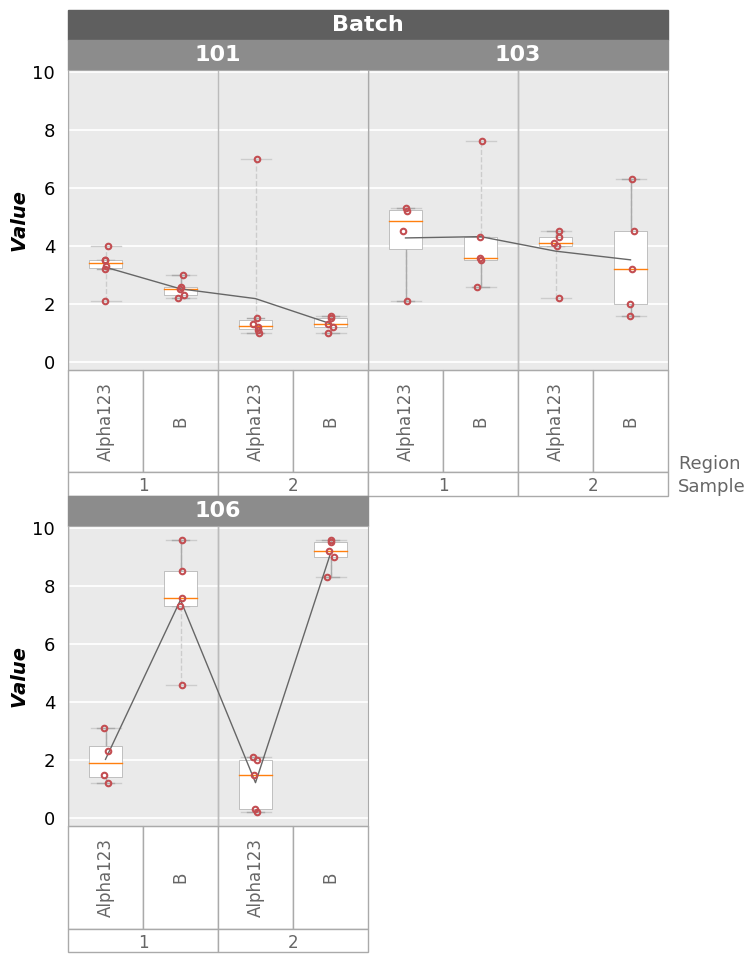 Batch
101 103
10
8
6
4
2
0
Value
Alpha123 B Alpha123 B Alpha123 B Alpha123 B
Region
1 2 1 2
Sample
106
10
8
6
4
2
0
Value
Alpha123 B Alpha123 B
1 2